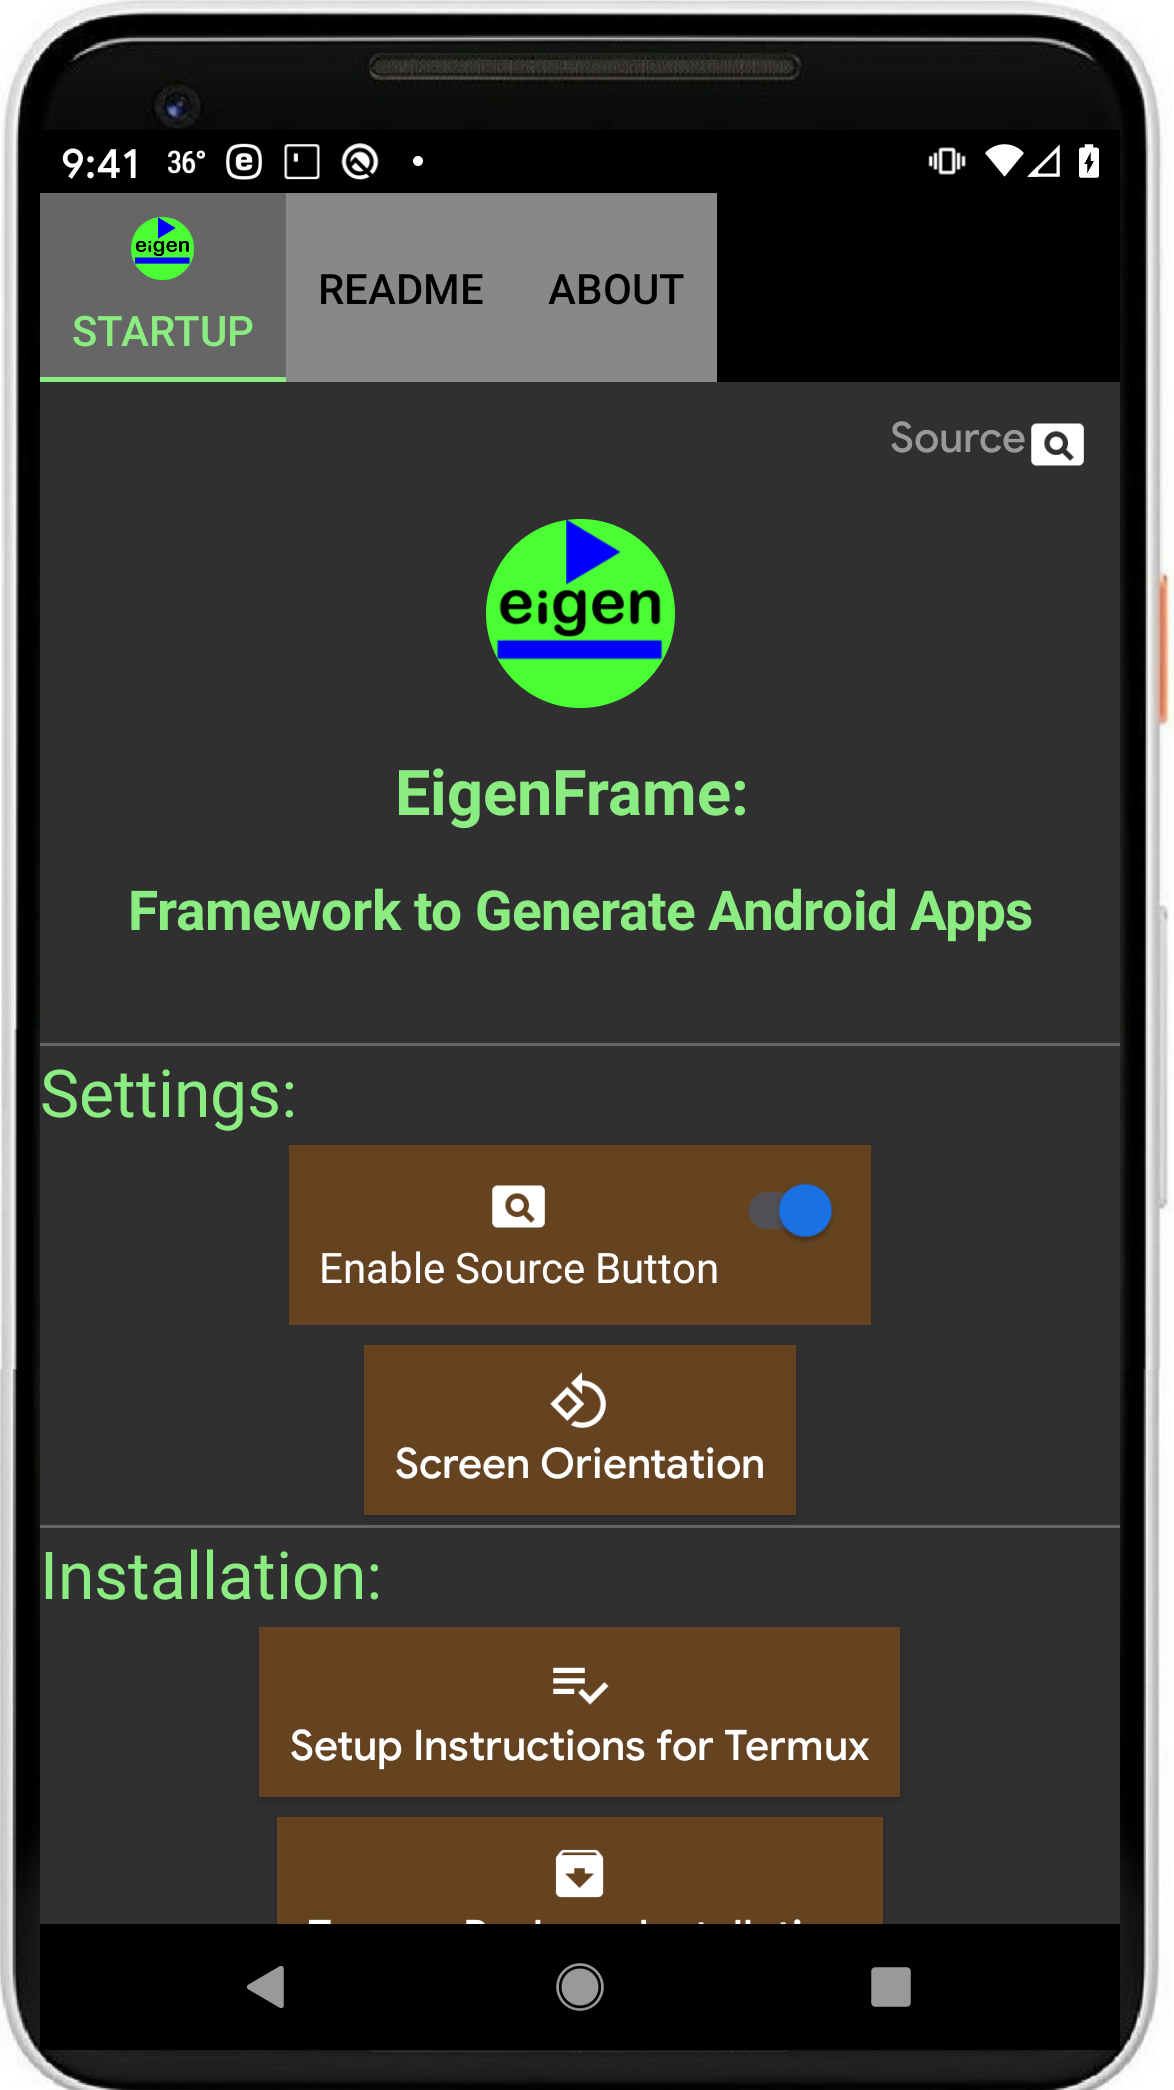 9:41 36° e
eigen
STARTUP
README
ABOUT
Source
eigen
EigenFrame:
Framework to Generate Android Apps
Settings:
Enable Source Button
Screen Orientation
Installation:
Setup Instructions for Termux